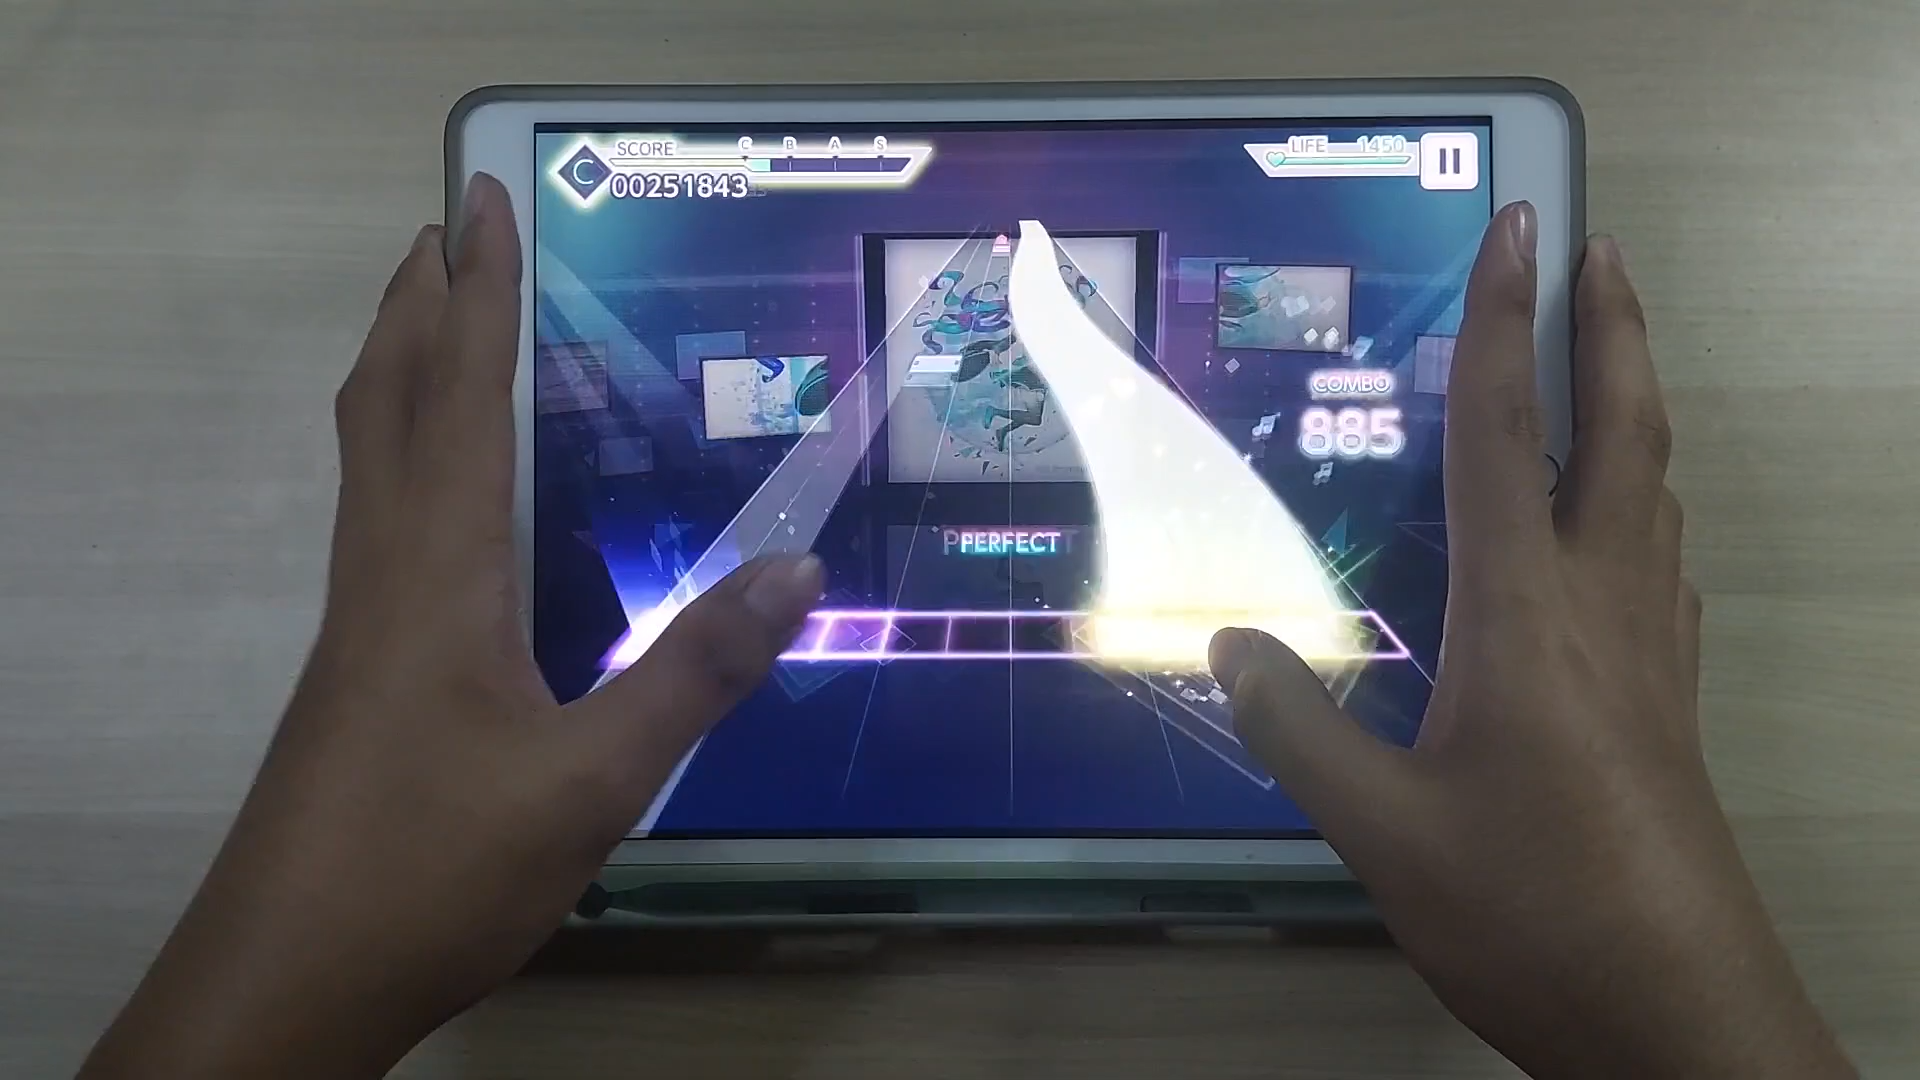 SCORE
C B A S
C
00251843
LIFE 1450
COMBO
885
PERFECT